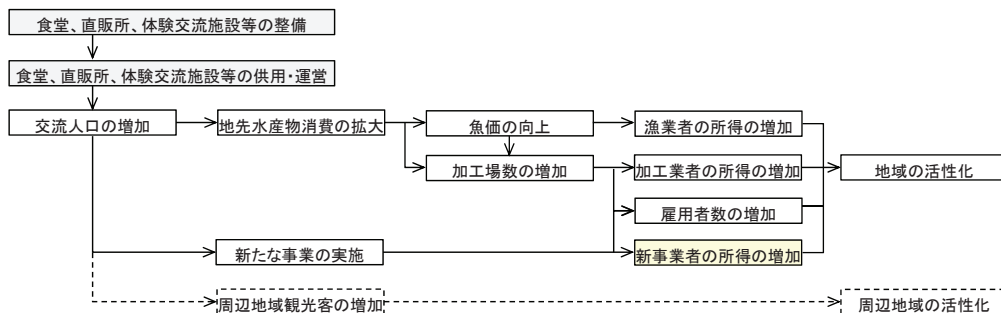 食堂、直販所、体験交流施設等の整備
食堂、直販所、体験交流施設等の供用・運営
交流人口の増加
地先水産物消費の拡大
魚価の向上
漁業者の所得の増加
加工場数の増加
加工業者の所得の増加
地域の活性化
雇用者数の増加
新たな事業の実施
新事業者の所得の増加
周辺地域観光客の増加
周辺地域の活性化